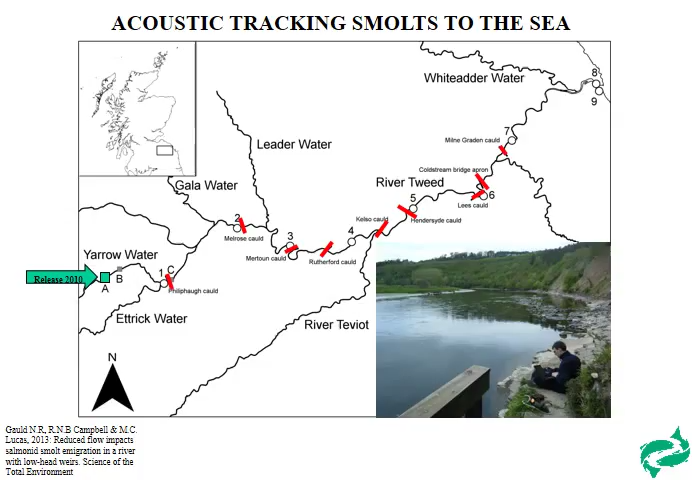 ACOUSTIC TRACKING SMOLTS TO THE SEA
Whiteadder Water
8
9
7
Milne Graden cauld
Leader Water
Coldstream bridge apron
River Tweed
Gala Water
6
5
Lees cauld
Kelso cauld
Hendersyde cauld
2
Melrose cauld
3
4
Mertoun cauld
Rutherford cauld
Yarrow Water
Release 2010
A
B
1
C
Philiphaugh cauld
Ettrick Water
River Teviot
N
Gauld N.R, R.N.B Campbell & M.C.
Lucas, 2013: Reduced flow impacts
salmonid smolt emigration in a river
with low-head weirs. Science of the
Total Environment